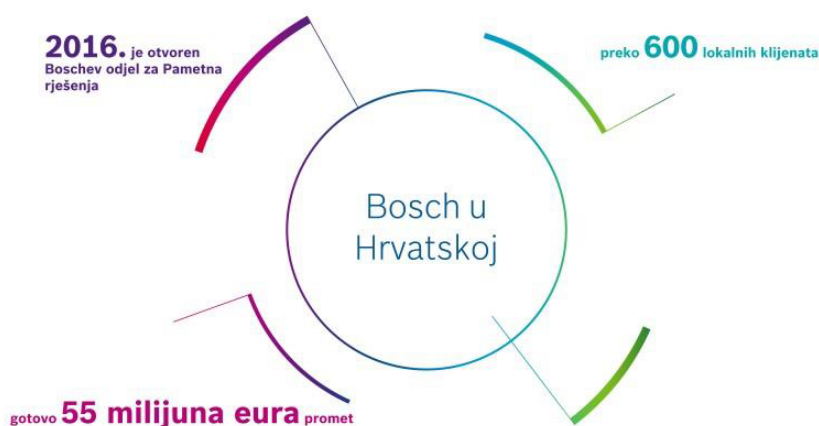 2016. je otvoren
Boschev odjel za Pametna
rješenja
preko 600 lokalnih klijenata
Bosch u
Hrvatskoj
gotovo 55 milijuna eura promet